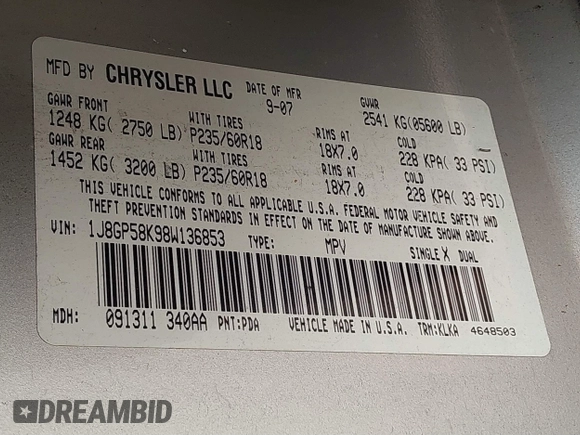 MFD BY CHRYSLER LLC DATE OF MFR 9-07 GVWR 2541 KG(05600 LB)
GAWR FRONT WITH TIRES RIMS AT COLD
1248 KG( 2750 LB) P235/60R18 18X7.0 228 KPA( 33 PSI)
GAWR REAR WITH TIRES RIMS AT COLD
1452 KG( 3200 LB) P235/60R18 18X7.0 228 KPA( 33 PSI)
THIS VEHICLE CONFORMS TO ALL APPLICABLE U.S.A. FEDERAL MOTOR VEHICLE SAFETY AND
THEFT PREVENTION STANDARDS IN EFFECT ON THE DATE OF MANUFACTURE SHOWN ABOVE.
VIN: 1J8GP58K98W136853 TYPE: MPV SINGLE X DUAL
MDH: 091311 340AA PNT:PDA VEHICLE MADE IN U.S.A. TRM:KLKA 4648503
DREAMBID